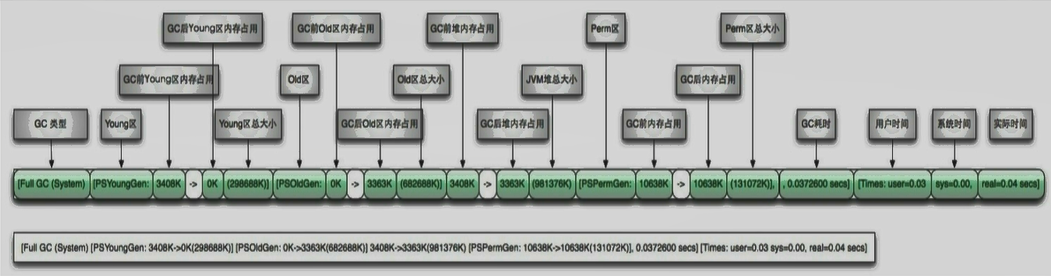 GC后Young区内存占用 GC前Old区内存占用 GC前堆内存占用 Perm区 Perm区总大小
GC前Young区内存占用 Old区 Old区总大小 JVM堆总大小 GC后内存占用
GC 类型 Young区 Young区总大小 GC后Old区内存占用 GC后堆内存占用 GC前内存占用 GC耗时 用户时间 系统时间 实际时间
[Full GC (System) [PSYoungGen: 3408K -> 0K (298688K)] [PSOldGen: 0K -> 3363K (682688K)] 3408K -> 3363K (981376K) [PSPermGen: 10638K -> 10638K (131072K)], , 0.0372600 secs] [Times: user=0.03 sys=0.00, real=0.04 secs]
[Full GC (System) [PSYoungGen: 3408K->0K(298688K)] [PSOldGen: 0K->3363K(682688K)] 3408K->3363K(981376K) [PSPermGen: 10638K->10638K(131072K)], 0.0372600 secs] [Times: user=0.03 sys=0.00, real=0.04 secs]